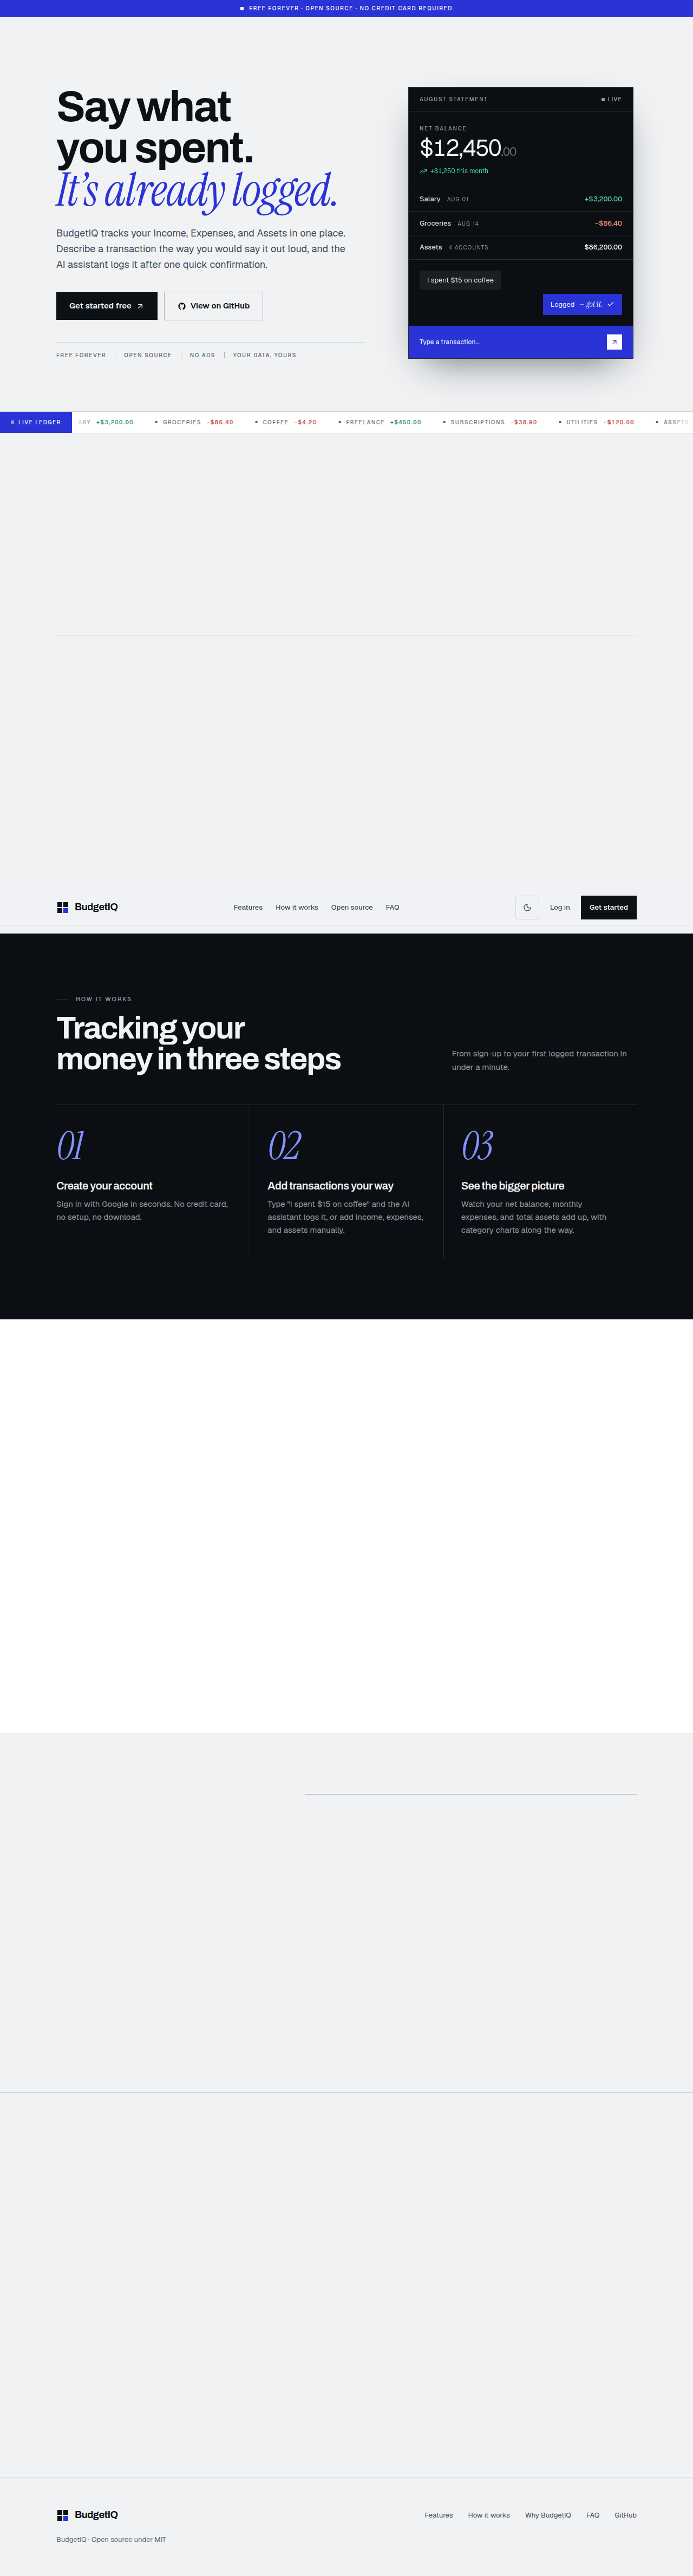 FREE FOREVER · OPEN SOURCE · NO CREDIT CARD REQUIRED
Say what
you spent.
It's already logged.
BudgetIQ tracks your Income, Expenses, and Assets in one place.
Describe a transaction the way you would say it out loud, and the
AI assistant logs it after one quick confirmation.
Get started free
View on GitHub
FREE FOREVER
OPEN SOURCE
NO ADS
YOUR DATA, YOURS
AUGUST STATEMENT
LIVE
NET BALANCE
$12,450.00
+$1,250 this month
Salary AUG 01 +$3,200.00
Groceries AUG 14 −$86.40
Assets 4 ACCOUNTS $86,200.00
I spent $15 on coffee
Logged – got it.
Type a transaction...
LIVE LEDGER
ARY +$3,200.00 GROCERIES −$86.40 COFFEE −$4.20 FREELANCE +$450.00 SUBSCRIPTIONS −$38.90 UTILITIES −$120.00 ASSETS
BudgetIQ
Features How it works Open source FAQ
Log in
Get started
HOW IT WORKS
Tracking your
money in three steps
From sign-up to your first logged transaction in
under a minute.
01
Create your account
Sign in with Google in seconds. No credit card,
no setup, no download.
02
Add transactions your way
Type "I spent $15 on coffee" and the AI
assistant logs it, or add income, expenses,
and assets manually.
03
See the bigger picture
Watch your net balance, monthly
expenses, and total assets add up, with
category charts along the way.
BudgetIQ
Features How it works Why BudgetIQ FAQ GitHub
BudgetIQ · Open source under MIT